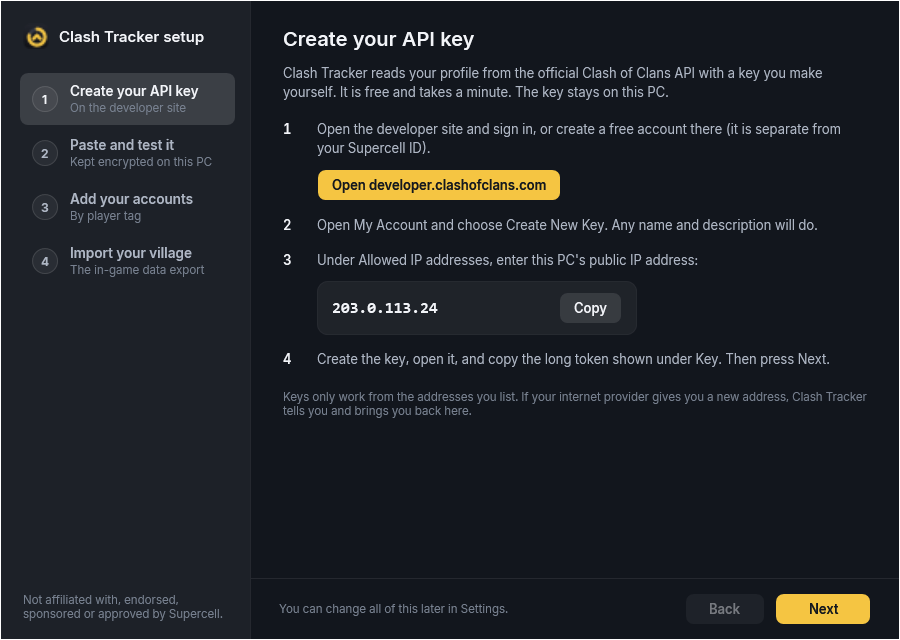 Clash Tracker setup
1
Create your API key
On the developer site
2
Paste and test it
Kept encrypted on this PC
3
Add your accounts
By player tag
4
Import your village
The in-game data export
Not affiliated with, endorsed,
sponsored or approved by Supercell.
Create your API key
Clash Tracker reads your profile from the official Clash of Clans API with a key you make
yourself. It is free and takes a minute. The key stays on this PC.
1 Open the developer site and sign in, or create a free account there (it is separate from
your Supercell ID).
Open developer.clashofclans.com
2 Open My Account and choose Create New Key. Any name and description will do.
3 Under Allowed IP addresses, enter this PC's public IP address:
203.0.113.24 Copy
4 Create the key, open it, and copy the long token shown under Key. Then press Next.
Keys only work from the addresses you list. If your internet provider gives you a new address, Clash Tracker
tells you and brings you back here.
You can change all of this later in Settings. Back Next